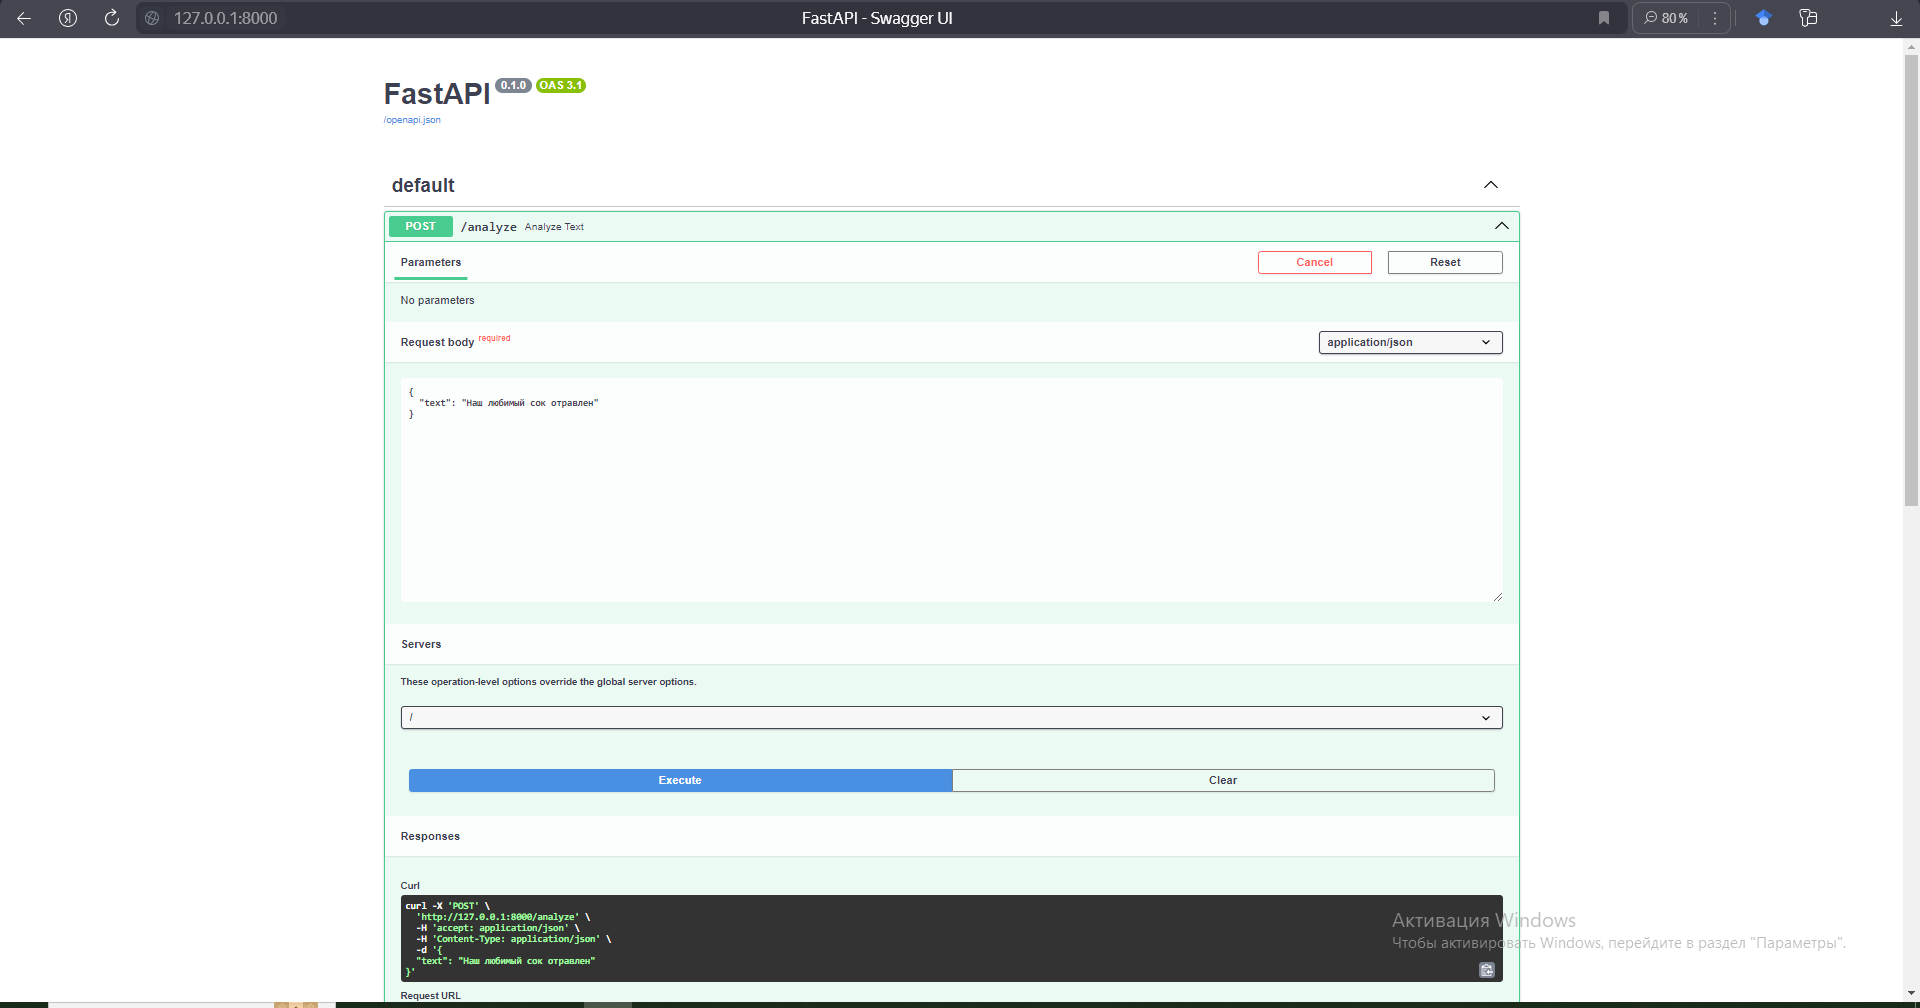 127.0.0.1:8000
FastAPI - Swagger UI
80%
FastAPI 0.1.0 OAS 3.1
/openapi.json
default
POST /analyze Analyze Text
Parameters
Cancel
Reset
No parameters
Request body required
application/json
{
"text": "Наш любимый сок отравлен"
}
Servers
These operation-level options override the global server options.
/
Execute
Clear
Responses
Curl
curl -X 'POST' \
'http://127.0.0.1:8000/analyze' \
-H 'accept: application/json' \
-H 'Content-Type: application/json' \
-d '{
"text": "Наш любимый сок отравлен"
}'
Request URL
Активация Windows
Чтобы активировать Windows, перейдите в раздел "Параметры".